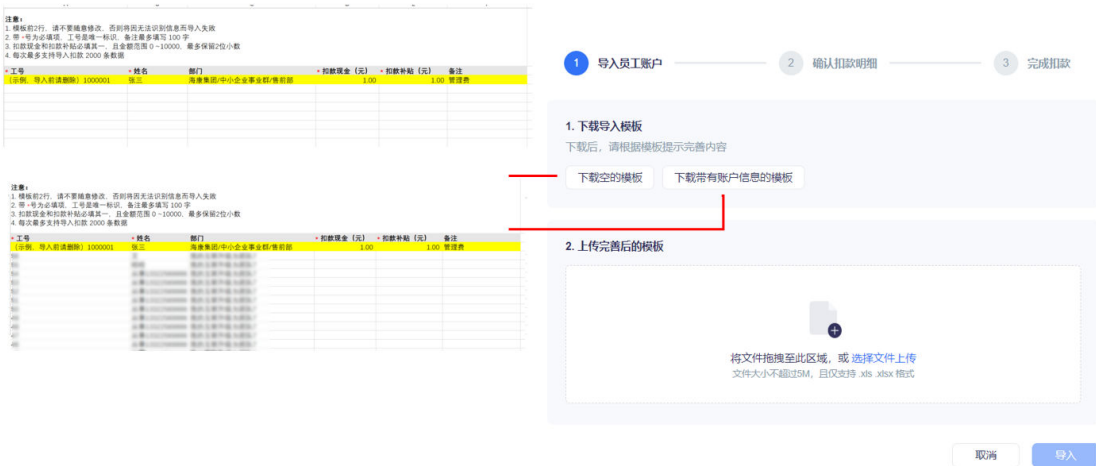 注意:
1. 模板前2行，请不要随意修改，否则将因无法识别信息而导入失败
2. 带 * 号为必填项，工号是唯一标识，备注最多填写 100 字
3. 扣款现金和扣款补贴必填其一，且金额范围 0 ~10000，最多保留2位小数
4. 每次最多支持导入扣款 2000 条数据
* 工号 * 姓名 部门 * 扣款现金（元） * 扣款补贴（元） 备注
（示例，导入前请删除）1000001 张三 海康集团/中小企业事业群/售前部 1.00 1.00 管理费
注意:
1. 模板前2行，请不要随意修改，否则将因无法识别信息而导入失败
2. 带 * 号为必填项，工号是唯一标识，备注最多填写 100 字
3. 扣款现金和扣款补贴必填其一，且金额范围 0 ~10000，最多保留2位小数
4. 每次最多支持导入扣款 2000 条数据
* 工号 * 姓名 部门 * 扣款现金（元） * 扣款补贴（元） 备注
（示例，导入前请删除）1000001 张三 海康集团/中小企业事业群/售前部 1.00 1.00 管理费
1 导入员工账户 2 确认扣款明细 3 完成扣款
1. 下载导入模板
下载后，请根据模板提示完善内容
下载空的模板 下载带有账户信息的模板
2. 上传完善后的模板
将文件拖拽至此区域，或 选择文件上传
文件大小不超过5M，且仅支持 .xls .xlsx 格式
取消 导入